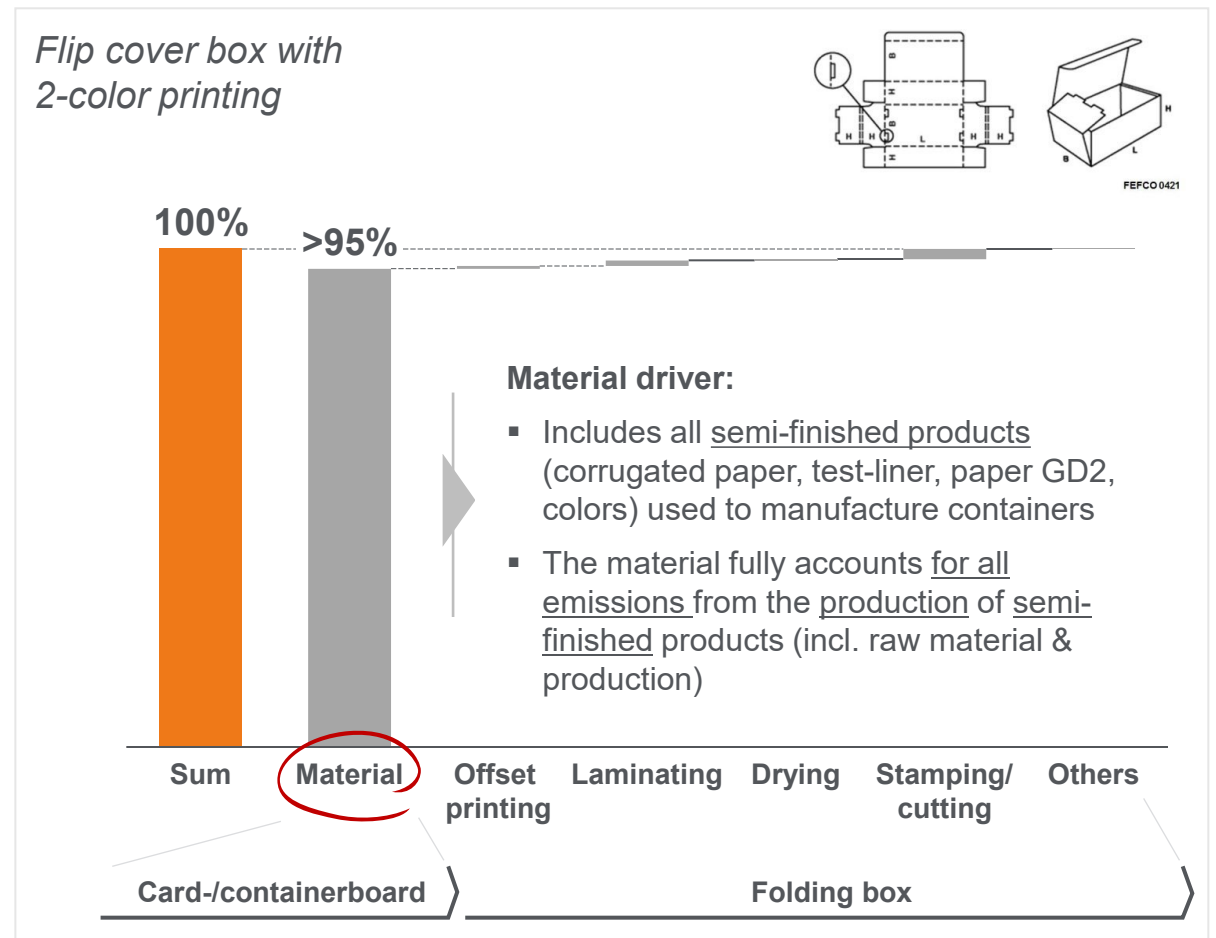 Flip cover box with
2-color printing
B
H
B
H
H
L
H
H
H
H
B
L
FEFCO 0421
100%
>95%
Material driver:
▪ Includes all semi-finished products
(corrugated paper, test-liner, paper GD2,
colors) used to manufacture containers
▪ The material fully accounts for all
emissions from the production of semi-
finished products (incl. raw material &
production)
Sum
Material
Offset
printing
Laminating
Drying
Stamping/
cutting
Others
Card-/containerboard
Folding box